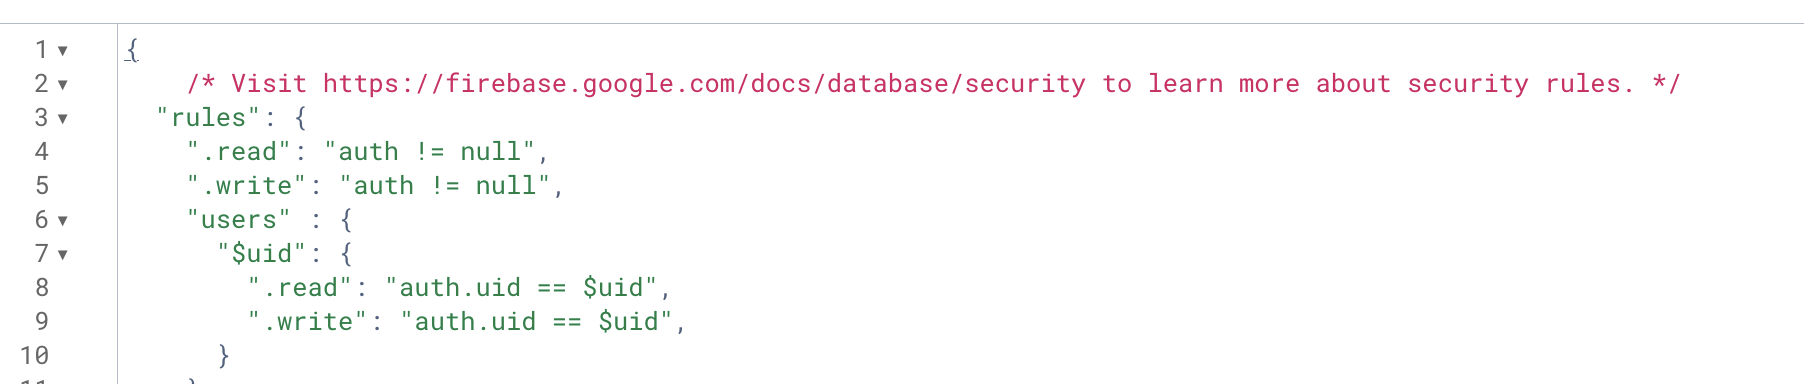 1 {
2 /* Visit https://firebase.google.com/docs/database/security to learn more about security rules. */
3 "rules": {
4 ".read": "auth != null",
5 ".write": "auth != null",
6 "users" : {
7 "$uid": {
8 ".read": "auth.uid == $uid",
9 ".write": "auth.uid == $uid",
10 }
11 }